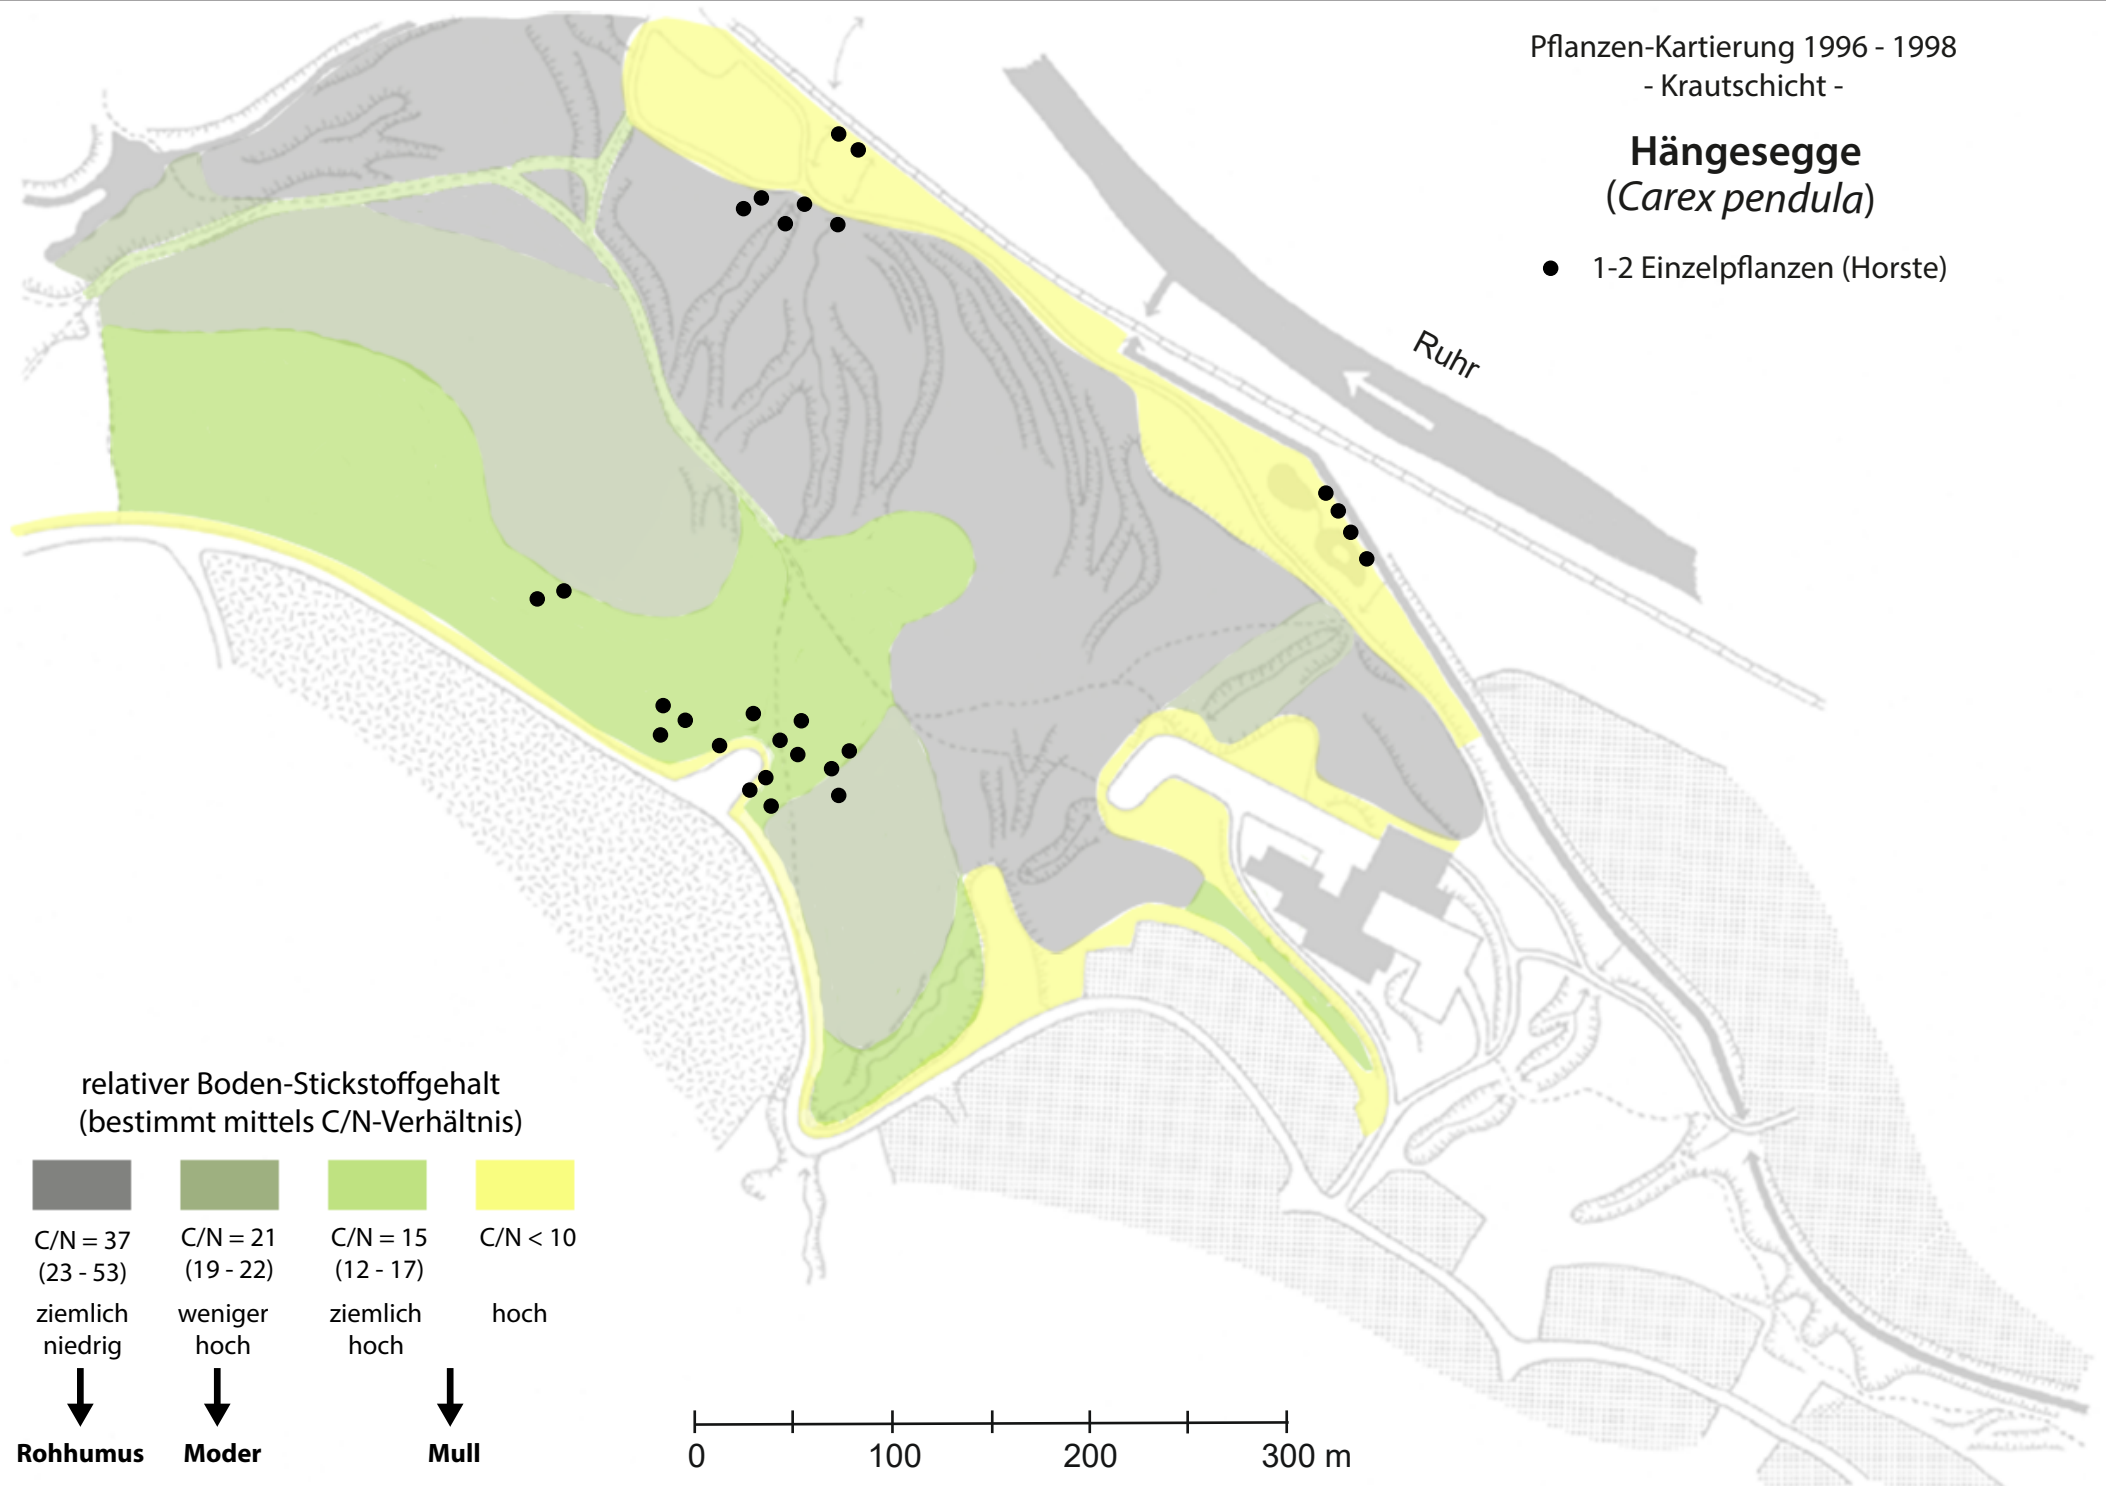 Pflanzen-Kartierung 1996 - 1998
- Krautschicht -
Hängesegge
(Carex pendula)
1-2 Einzelpflanzen (Horste)
Ruhr
relativer Boden-Stickstoffgehalt
(bestimmt mittels C/N-Verhältnis)
C/N = 37 C/N = 21 C/N = 15 C/N < 10
(23 - 53) (19 - 22) (12 - 17)
ziemlich weniger ziemlich hoch
niedrig hoch hoch
Rohhumus Moder Mull
0 100 200 300 m